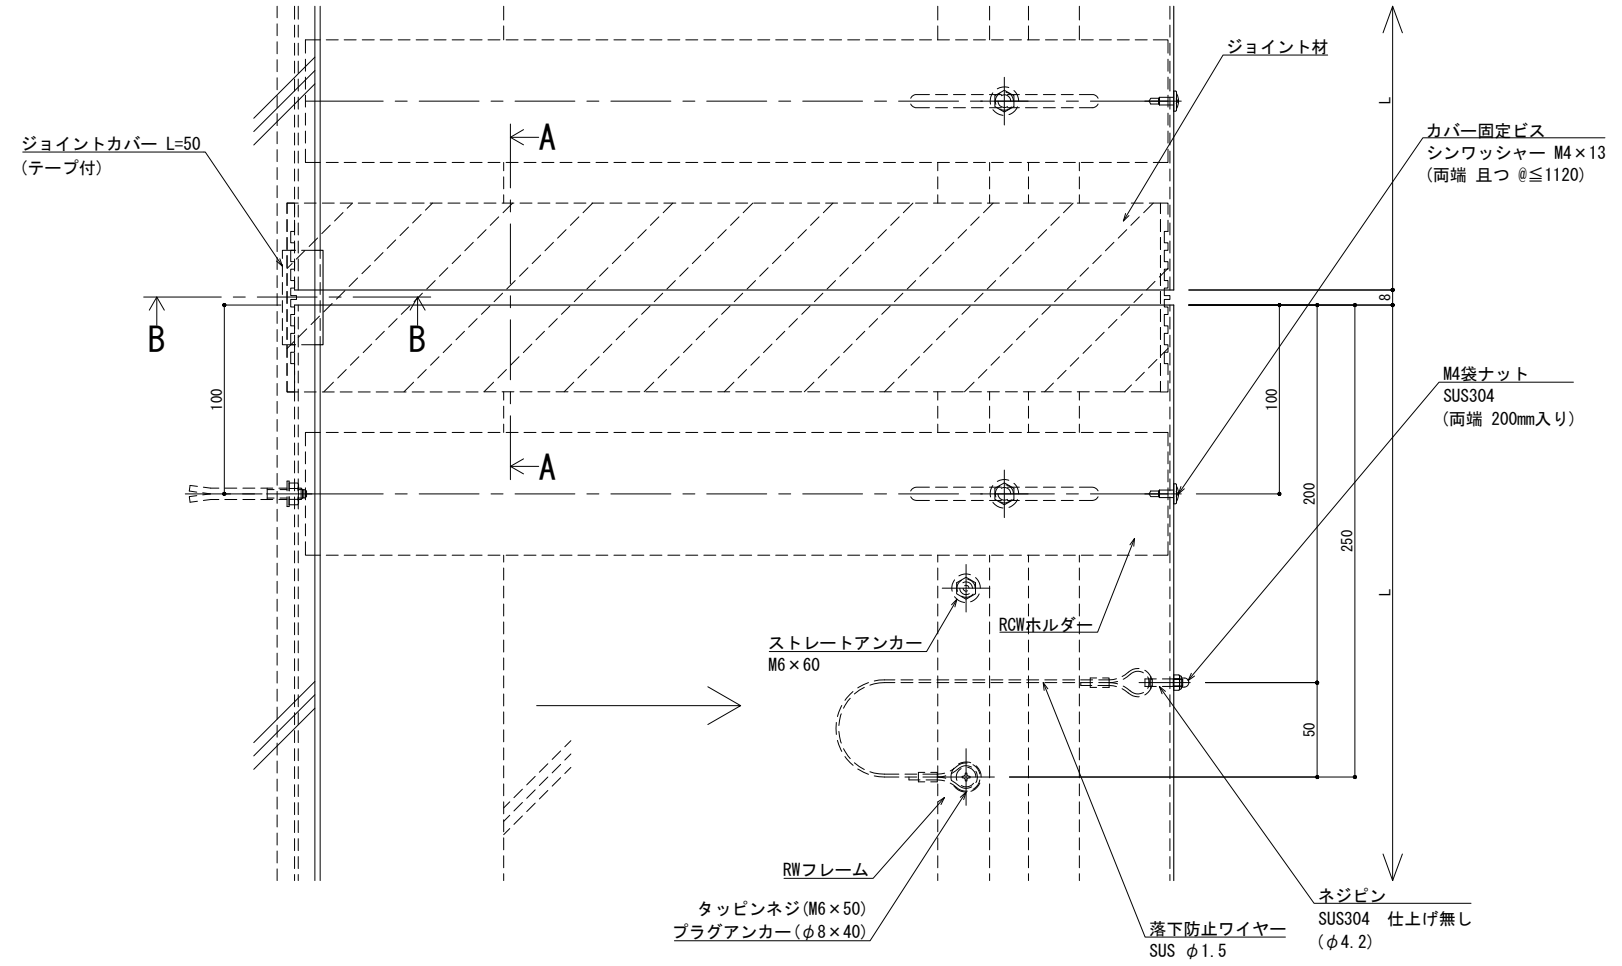 ジョイント材
L
カバー固定ビス
シンワッシャー M4×13
(両端 且つ @≦1120)
ジョイントカバー L=50
(テープ付)
A
B
B
8
M4袋ナット
SUS304
(両端 200mm入り)
100
100
A
200
250
L
RCWホルダー
ストレートアンカー
M6×60
50
RWフレーム
タッピンネジ(M6×50)
プラグアンカー(φ8×40)
ネジピン
SUS304 仕上げ無し
(φ4.2)
落下防止ワイヤー
SUS φ1.5